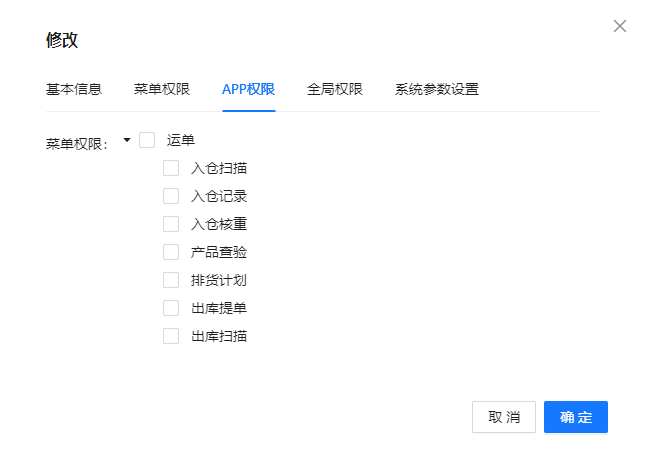 修改
基本信息 菜单权限 APP权限 全局权限 系统参数设置
菜单权限： 运单
入仓扫描
入仓记录
入仓核重
产品查验
排货计划
出库提单
出库扫描
取 消 确 定